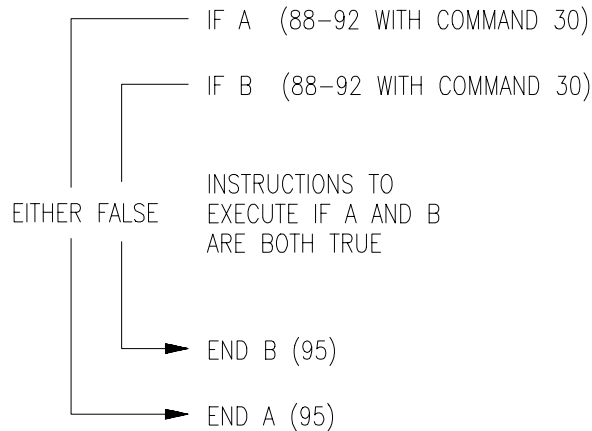 IF A (88-92 WITH COMMAND 30)
IF B (88-92 WITH COMMAND 30)
INSTRUCTIONS TO
EITHER FALSE EXECUTE IF A AND B
ARE BOTH TRUE
END B (95)
END A (95)